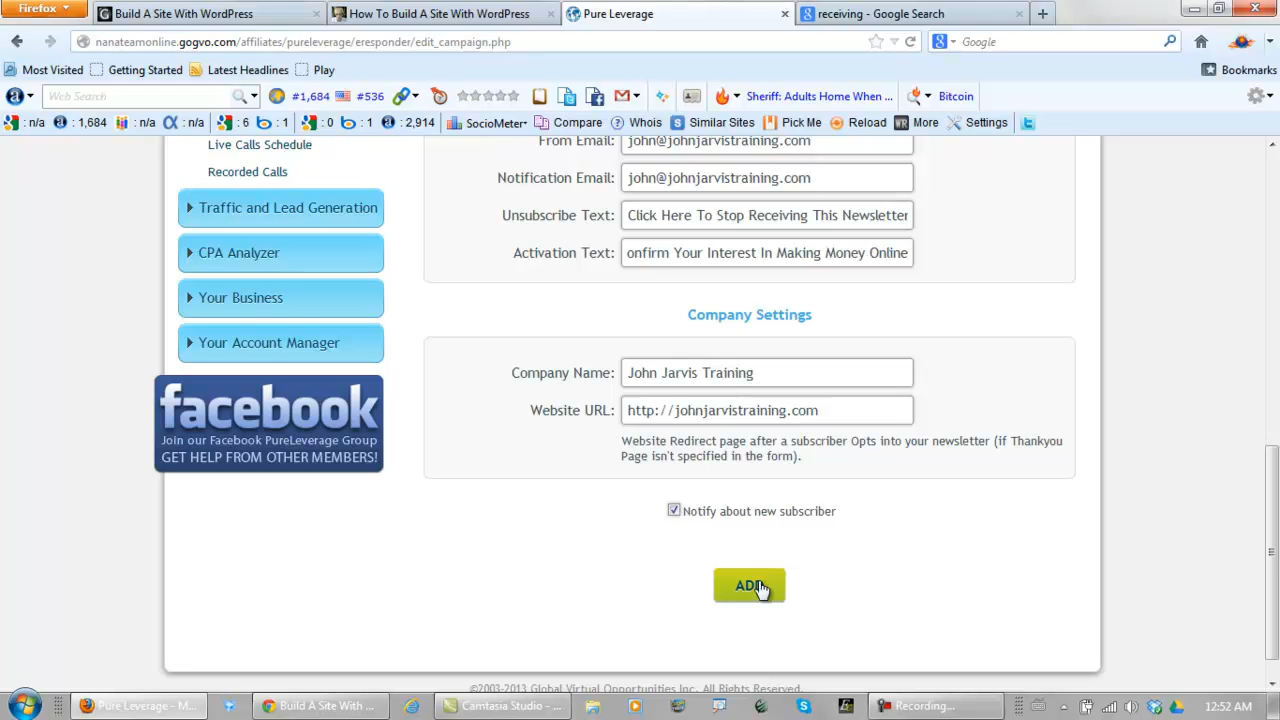 Firefox
Build A Site With WordPress
How To Build A Site With WordPress
Pure Leverage
receiving - Google Search
nanateamonline.gogvo.com/affiliates/pureleverage/eresponder/edit_campaign.php
Google
Most Visited
Getting Started
Latest Headlines
Play
Bookmarks
Web Search
#1,684
#536
Sheriff: Adults Home When ...
Bitcoin
: n/a : 1,684 : n/a : n/a : 6 : 1 : 0 : 1 : 2,914 SocioMeter Compare Whois Similar Sites Pick Me Reload More Settings
Live Calls Schedule
Recorded Calls
Traffic and Lead Generation
CPA Analyzer
Your Business
Your Account Manager
facebook
Join our Facebook PureLeverage Group
GET HELP FROM OTHER MEMBERS!
From Email: john@johnjarvistraining.com
Notification Email: john@johnjarvistraining.com
Unsubscribe Text: Click Here To Stop Receiving This Newsletter
Activation Text: onfirm Your Interest In Making Money Online
Company Settings
Company Name: John Jarvis Training
Website URL: http://johnjarvistraining.com
Website Redirect page after a subscriber Opts into your newsletter (if Thankyou
Page isn't specified in the form).
Notify about new subscriber
ADD
©2003-2013 Global Virtual Opportunities Inc. All Rights Reserved.
Pure Leverage - M...
Build A Site With ...
Camtasia Studio - ...
Recording...
12:52 AM